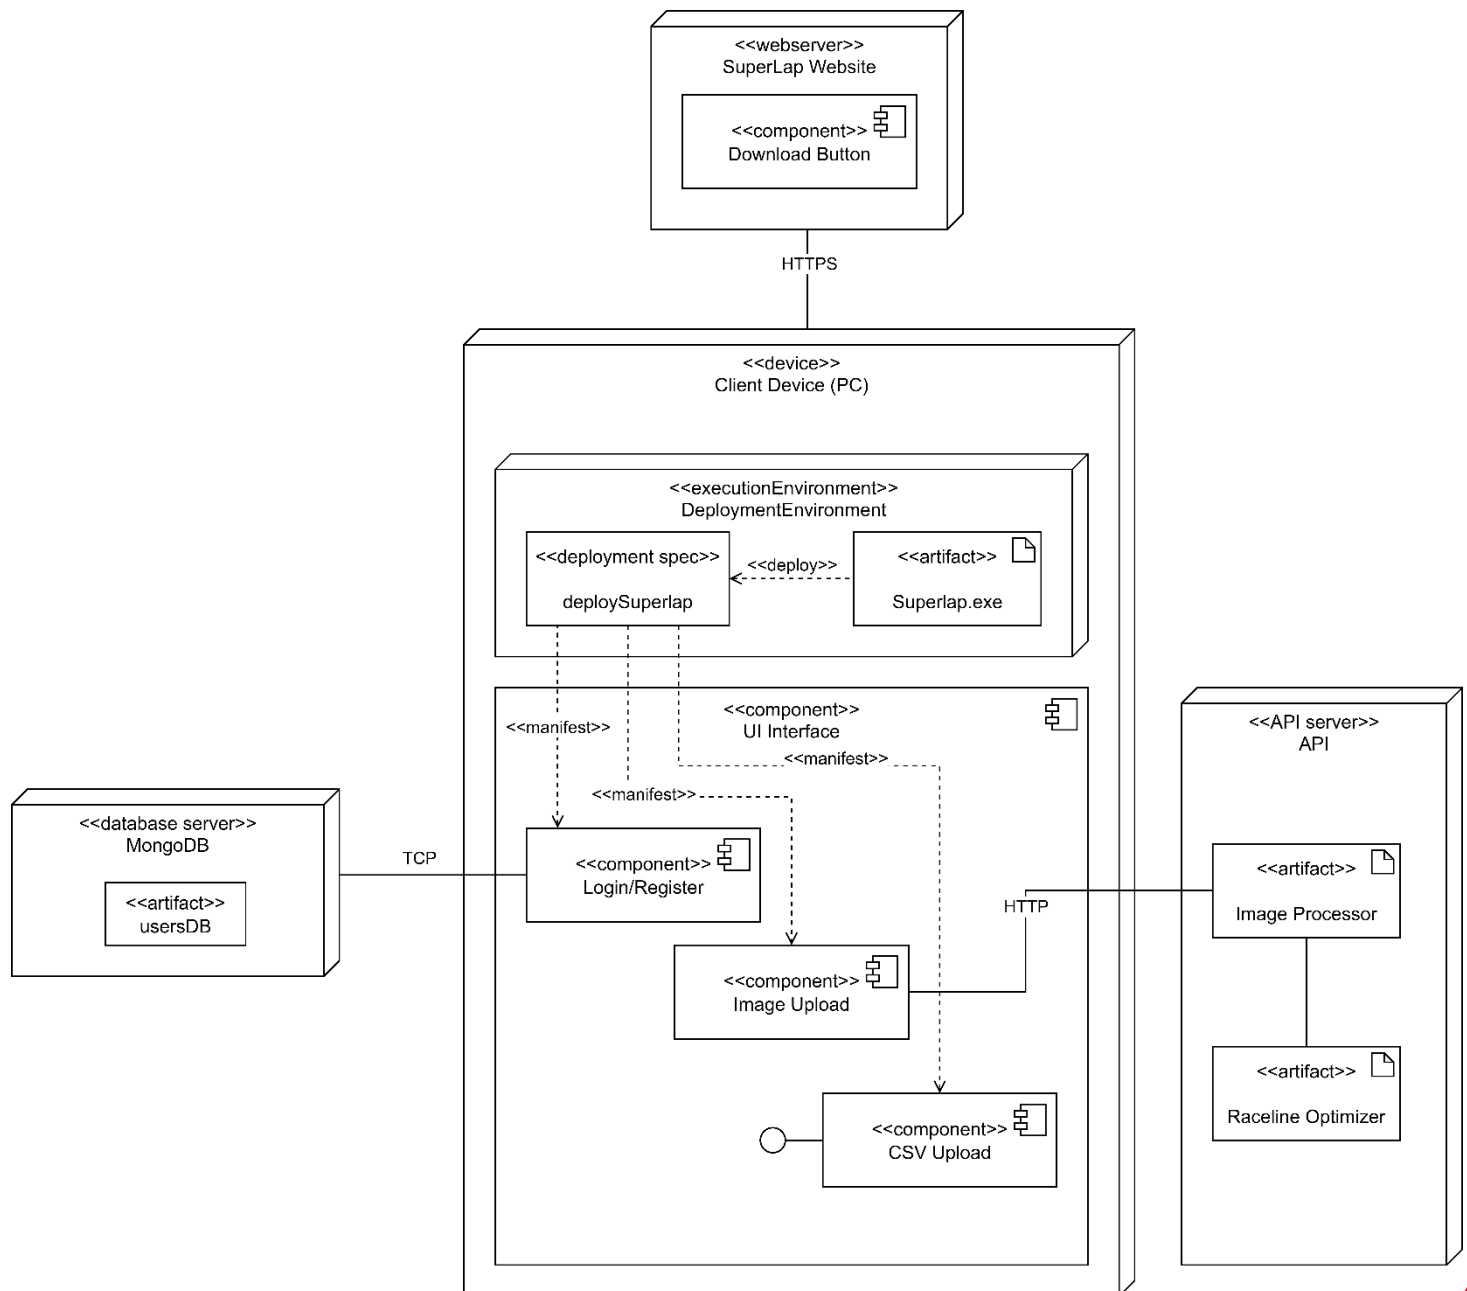 <<webserver>>
SuperLap Website
<<component>>
Download Button
HTTPS
<<device>>
Client Device (PC)
<<executionEnvironment>>
DeploymentEnvironment
<<deployment spec>>
deploySuperlap
<<deploy>>
<<artifact>>
Superlap.exe
<<component>>
UI Interface
<<manifest>>
<<manifest>>
<<manifest>>
<<database server>>
MongoDB
<<artifact>>
usersDB
TCP
<<component>>
Login/Register
<<component>>
Image Upload
HTTP
<<component>>
CSV Upload
<<API server>>
API
<<artifact>>
Image Processor
<<artifact>>
Raceline Optimizer